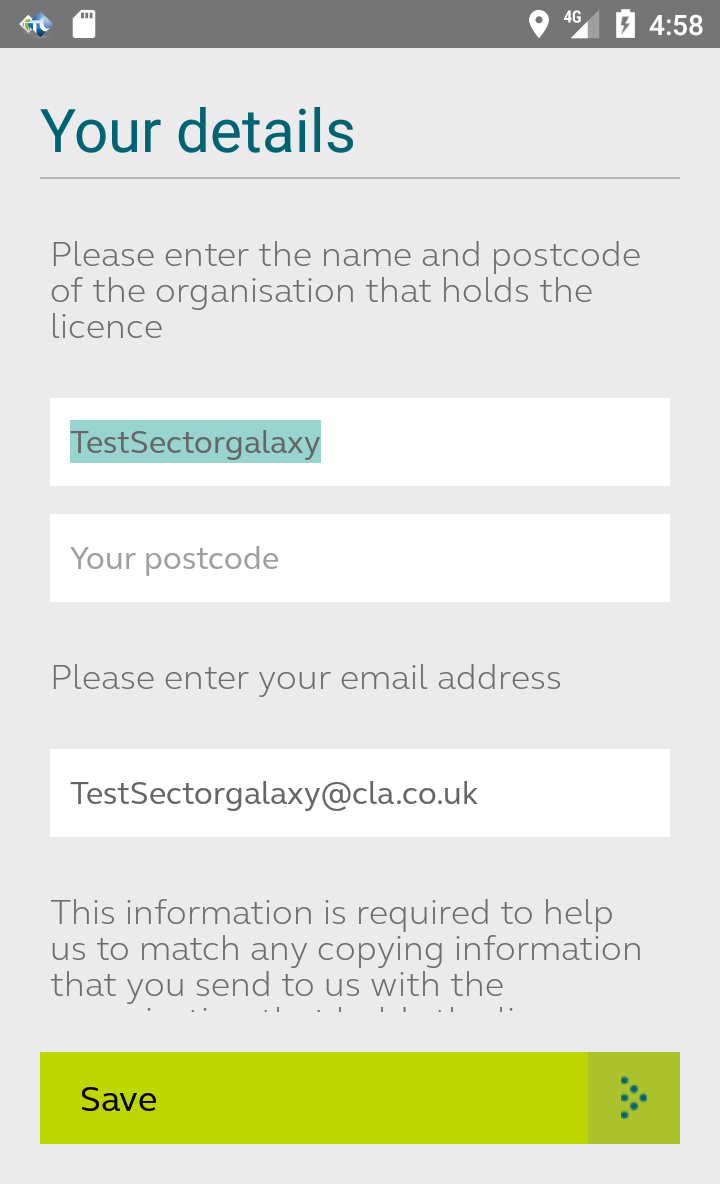 4G 4:58
Your details
Please enter the name and postcode
of the organisation that holds the
licence
TestSectorgalaxy
Your postcode
Please enter your email address
TestSectorgalaxy@cla.co.uk
This information is required to help
us to match any copying information
that you send to us with the
Save